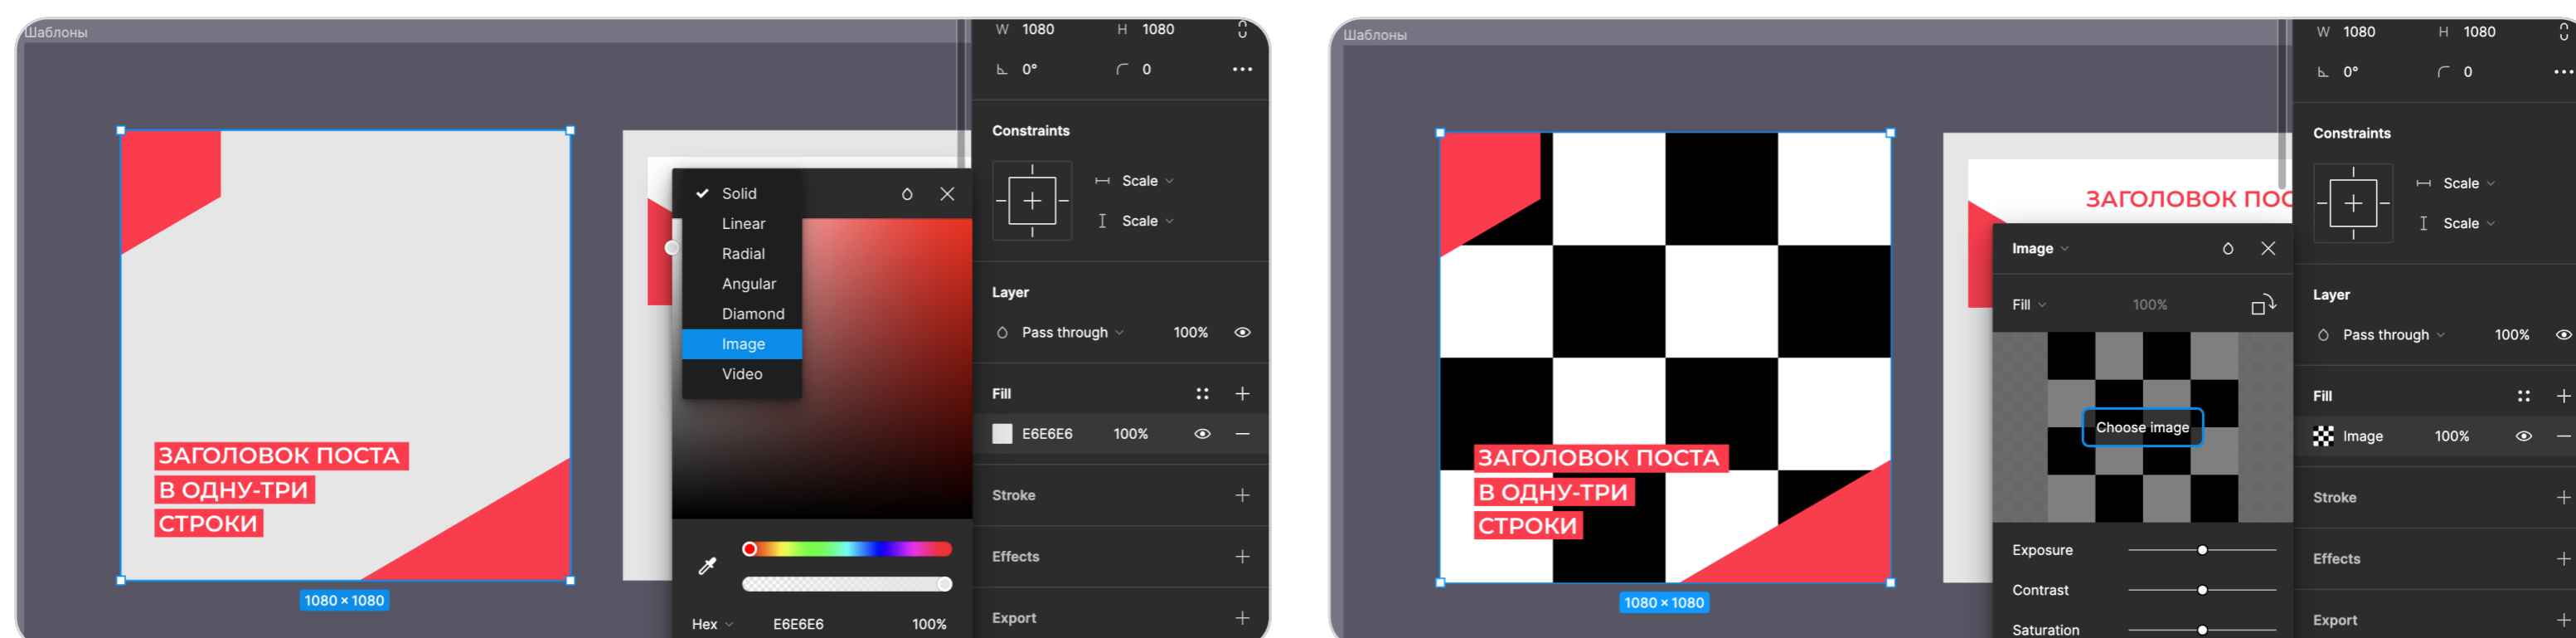 Шаблоны
W 1080 H 1080
0° 0
Constraints
Scale
Scale
Layer
Pass through 100%
Fill
E6E6E6 100%
Stroke
Effects
Export
Solid
Linear
Radial
Angular
Diamond
Image
Video
Hex E6E6E6 100%
ЗАГОЛОВОК ПОСТА
В ОДНУ-ТРИ
СТРОКИ
1080 × 1080
Шаблоны
W 1080 H 1080
0° 0
Constraints
Scale
Scale
Layer
Pass through 100%
Fill
Image 100%
Stroke
Effects
Export
ЗАГОЛОВОК ПОС
Image
Fill 100%
Choose image
Exposure
Contrast
Saturation
ЗАГОЛОВОК ПОСТА
В ОДНУ-ТРИ
СТРОКИ
1080 × 1080